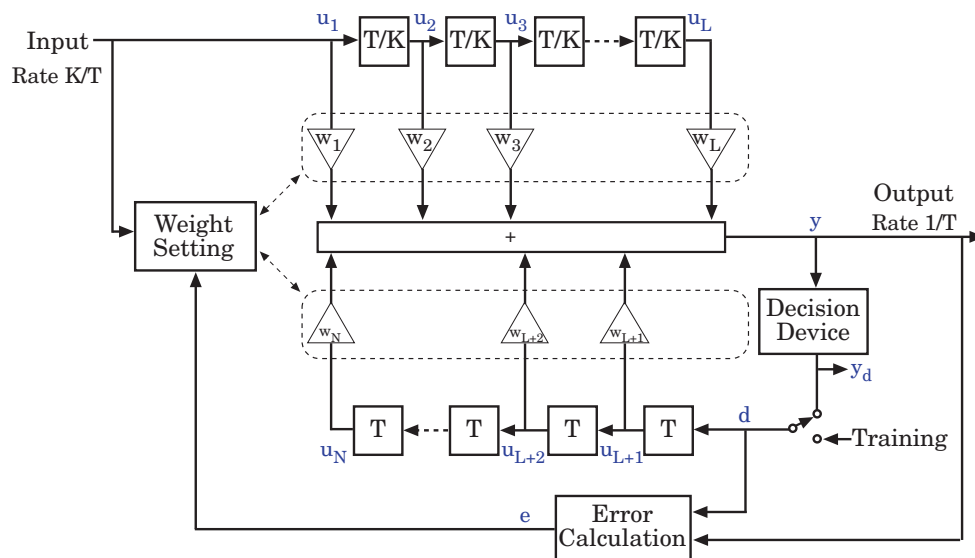 u1 u2 u3 uL
Input T/K T/K T/K T/K
Rate K/T
w1 w2 w3 wL
Output
Weight Setting
y Rate 1/T
+
Decision Device
wN wL+2 wL+1
yd
d
T T T T
Training
uN uL+2 uL+1
e Error Calculation